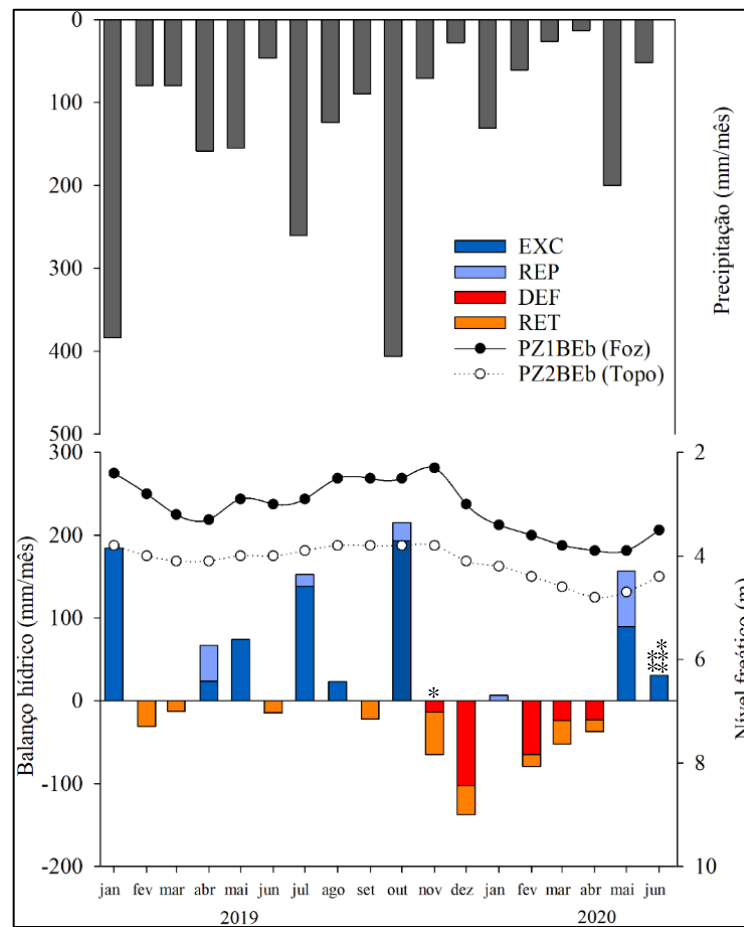 0
100
200
300
400
500
Precipitação (mm/mês)
EXC
REP
DEF
RET
PZ1BEb (Foz)
PZ2BEb (Topo)
300
200
100
0
-100
-200
Balanço hídrico (mm/mês)
2
4
6
8
10
Nível freático (m)
*
***
jan fev mar abr mai jun jul ago set out nov dez jan fev mar abr mai jun
2019 2020